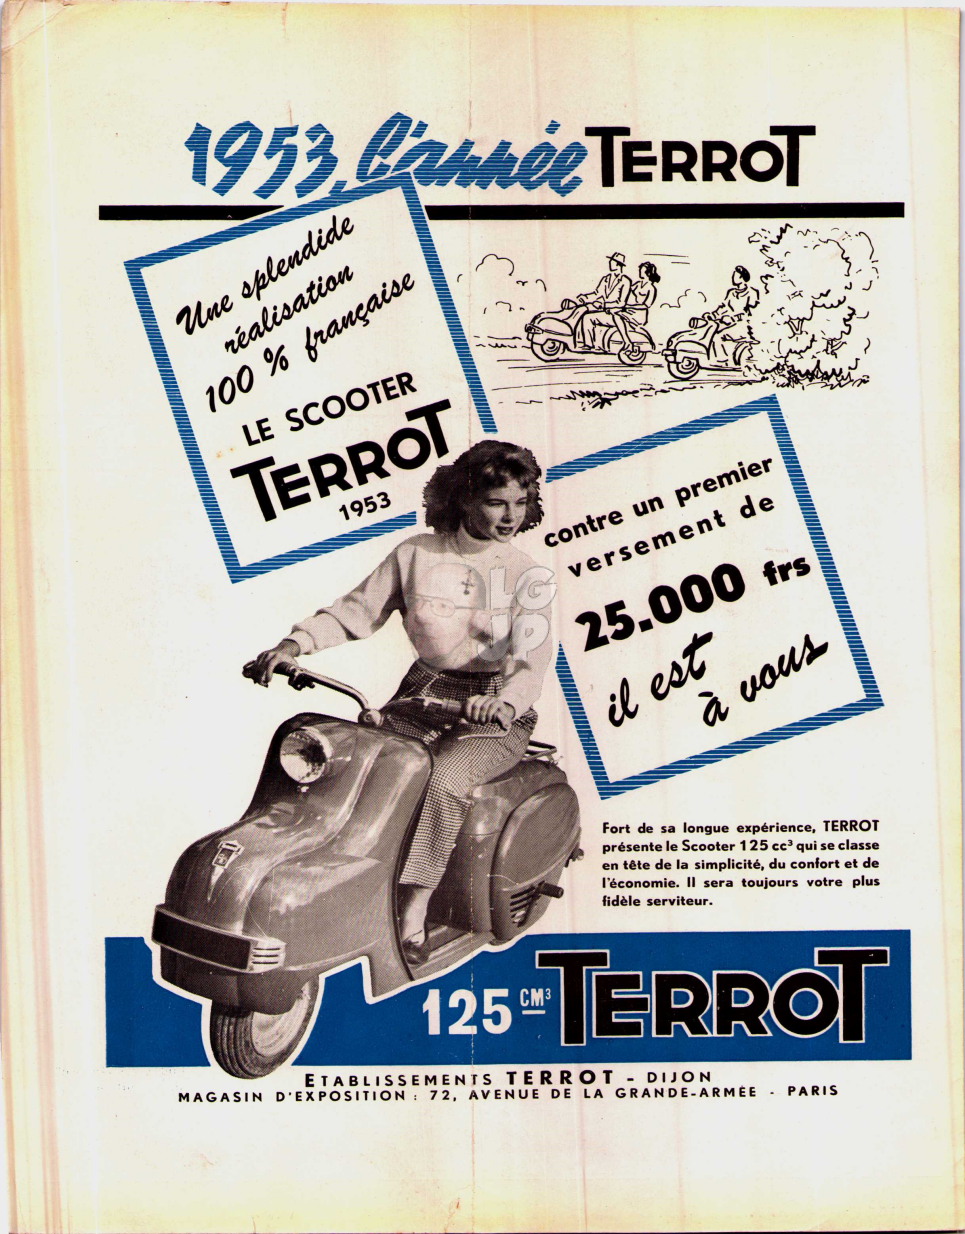 1953, l'année TERROT
Une splendide
réalisation
100 % française
LE SCOOTER
TERROT
1953
contre un premier
versement de
25.000 frs
il est
à vous
LG
UP
Fort de sa longue expérience, TERROT
présente le Scooter 125 cc³ qui se classe
en tête de la simplicité, du confort et de
l'économie. Il sera toujours votre plus
fidèle serviteur.
125 CM³ TERROT
ETABLISSEMENTS TERROT - DIJON
MAGASIN D'EXPOSITION : 72, AVENUE DE LA GRANDE-ARMÉE - PARIS